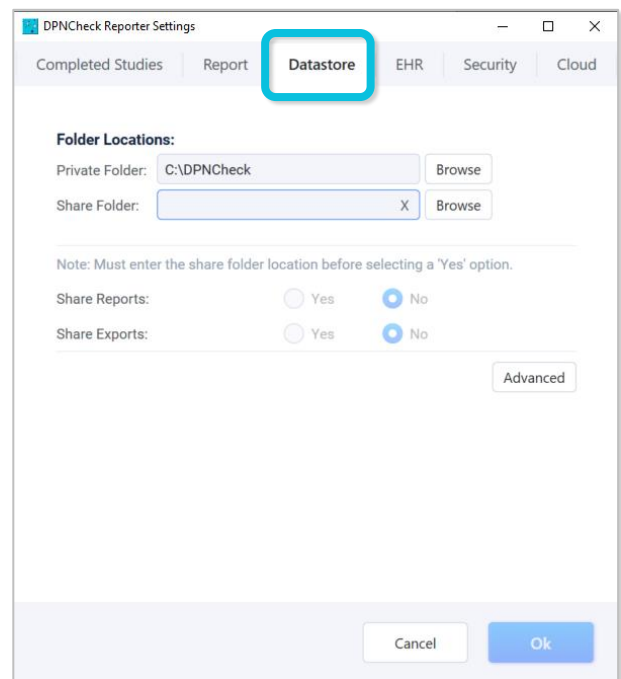 DPNCheck Reporter Settings
Completed Studies Report Datastore EHR Security Cloud
Folder Locations:
Private Folder: C:\DPNCheck Browse
Share Folder: X Browse
Note: Must enter the share folder location before selecting a 'Yes' option.
Share Reports: Yes No
Share Exports: Yes No
Advanced
Cancel Ok